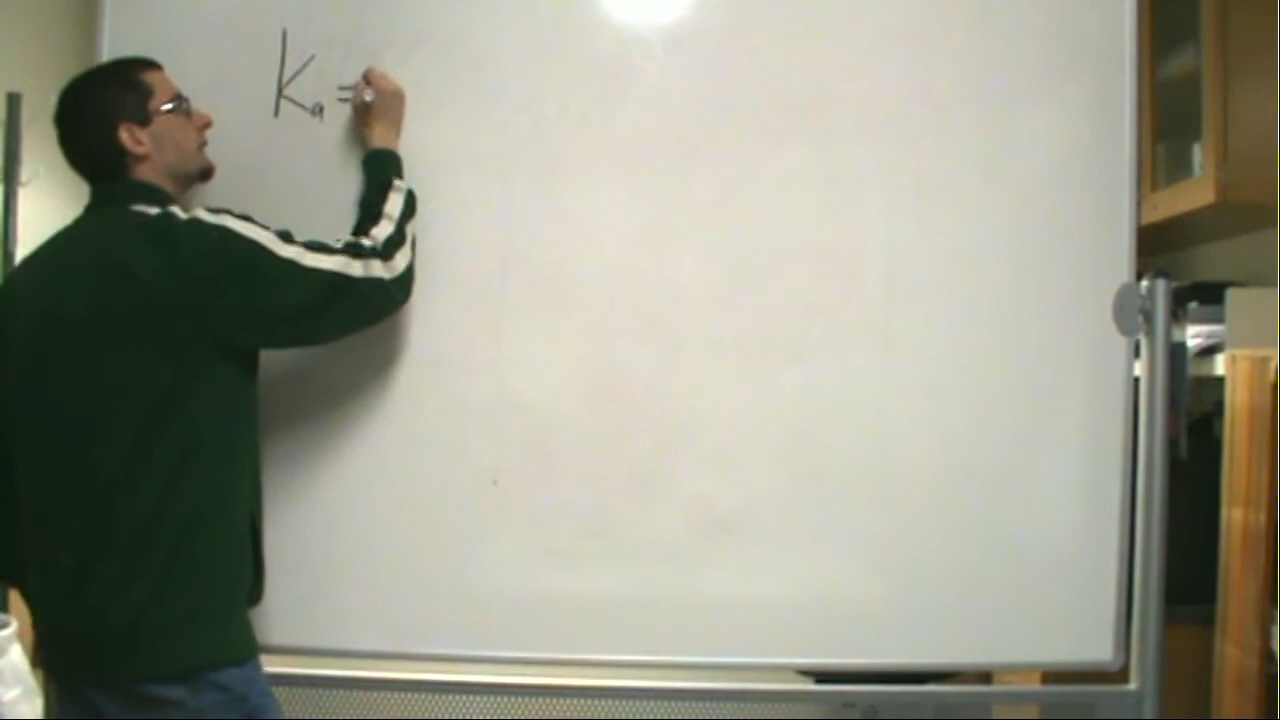 Ka =